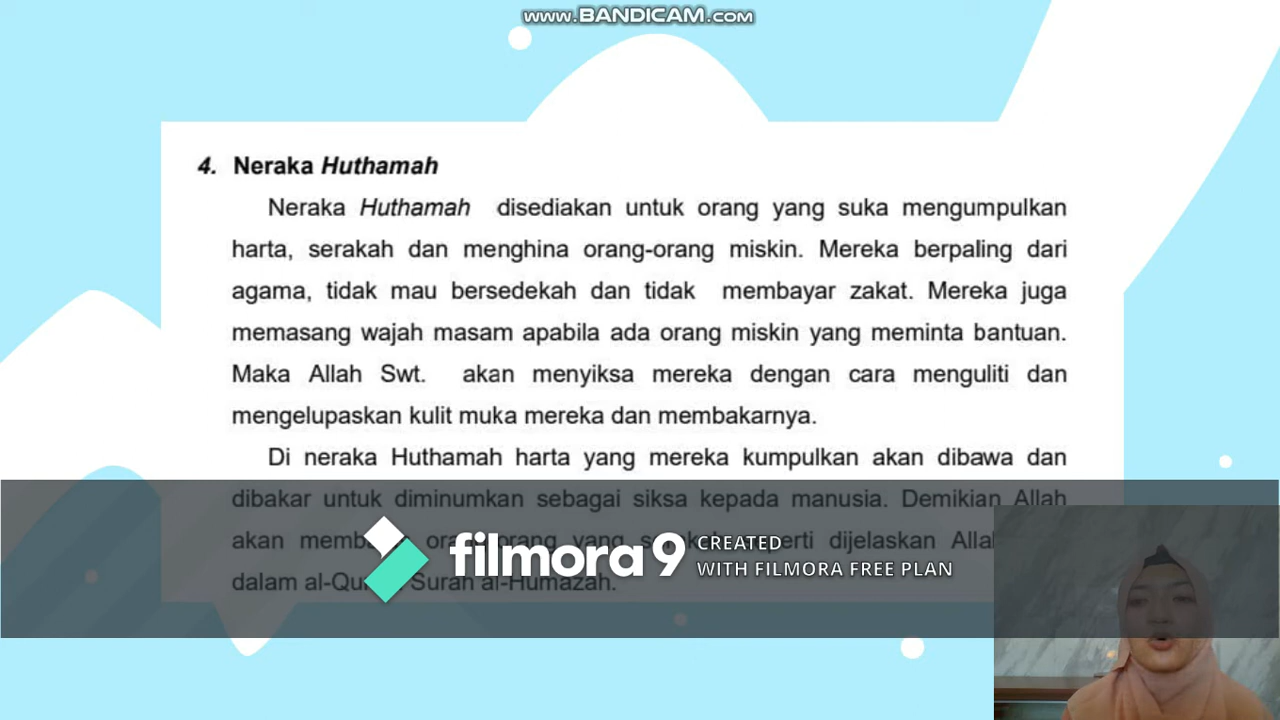 www.BANDICAM.com
4. Neraka Huthamah
Neraka Huthamah disediakan untuk orang yang suka mengumpulkan
harta, serakah dan menghina orang-orang miskin. Mereka berpaling dari
agama, tidak mau bersedekah dan tidak membayar zakat. Mereka juga
memasang wajah masam apabila ada orang miskin yang meminta bantuan.
Maka Allah Swt. akan menyiksa mereka dengan cara menguliti dan
mengelupaskan kulit muka mereka dan membakarnya.
Di neraka Huthamah harta yang mereka kumpulkan akan dibawa dan
dibakar untuk diminumkan sebagai siksa kepada manusia. Demikian Allah
akan yang dijelaskan
dalam Surah al-Humazah.
filmora9 CREATED
WITH FILMORA FREE PLAN